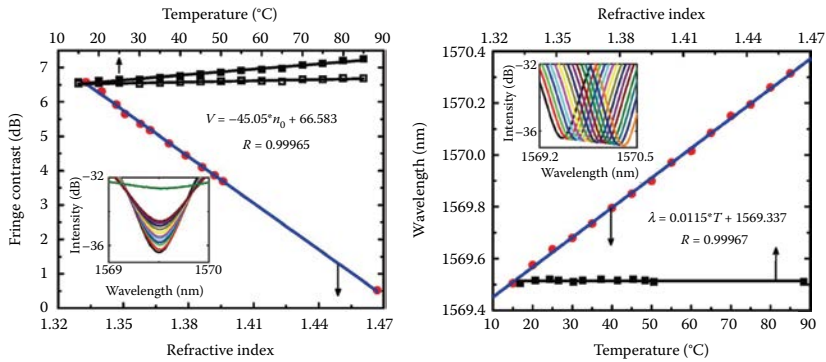 Temperature (°C)
10 20 30 40 50 60 70 80 90
7
6
5
4
3
2
1
0
Fringe contrast (dB)
V = −45.05*n0 + 66.583
R = 0.99965
−32
−36
Intensity (dB)
1569 1570
Wavelength (nm)
1.32 1.35 1.38 1.41 1.44 1.47
Refractive index
Refractive index
1.32 1.35 1.38 1.41 1.44 1.47
1570.4
1570.2
1570.0
1569.8
1569.6
1569.4
Wavelength (nm)
−32
−36
Intensity (dB)
1569.2 1570.5
Wavelength (nm)
λ = 0.0115*T + 1569.337
R = 0.99967
10 20 30 40 50 60 70 80 90
Temperature (°C)